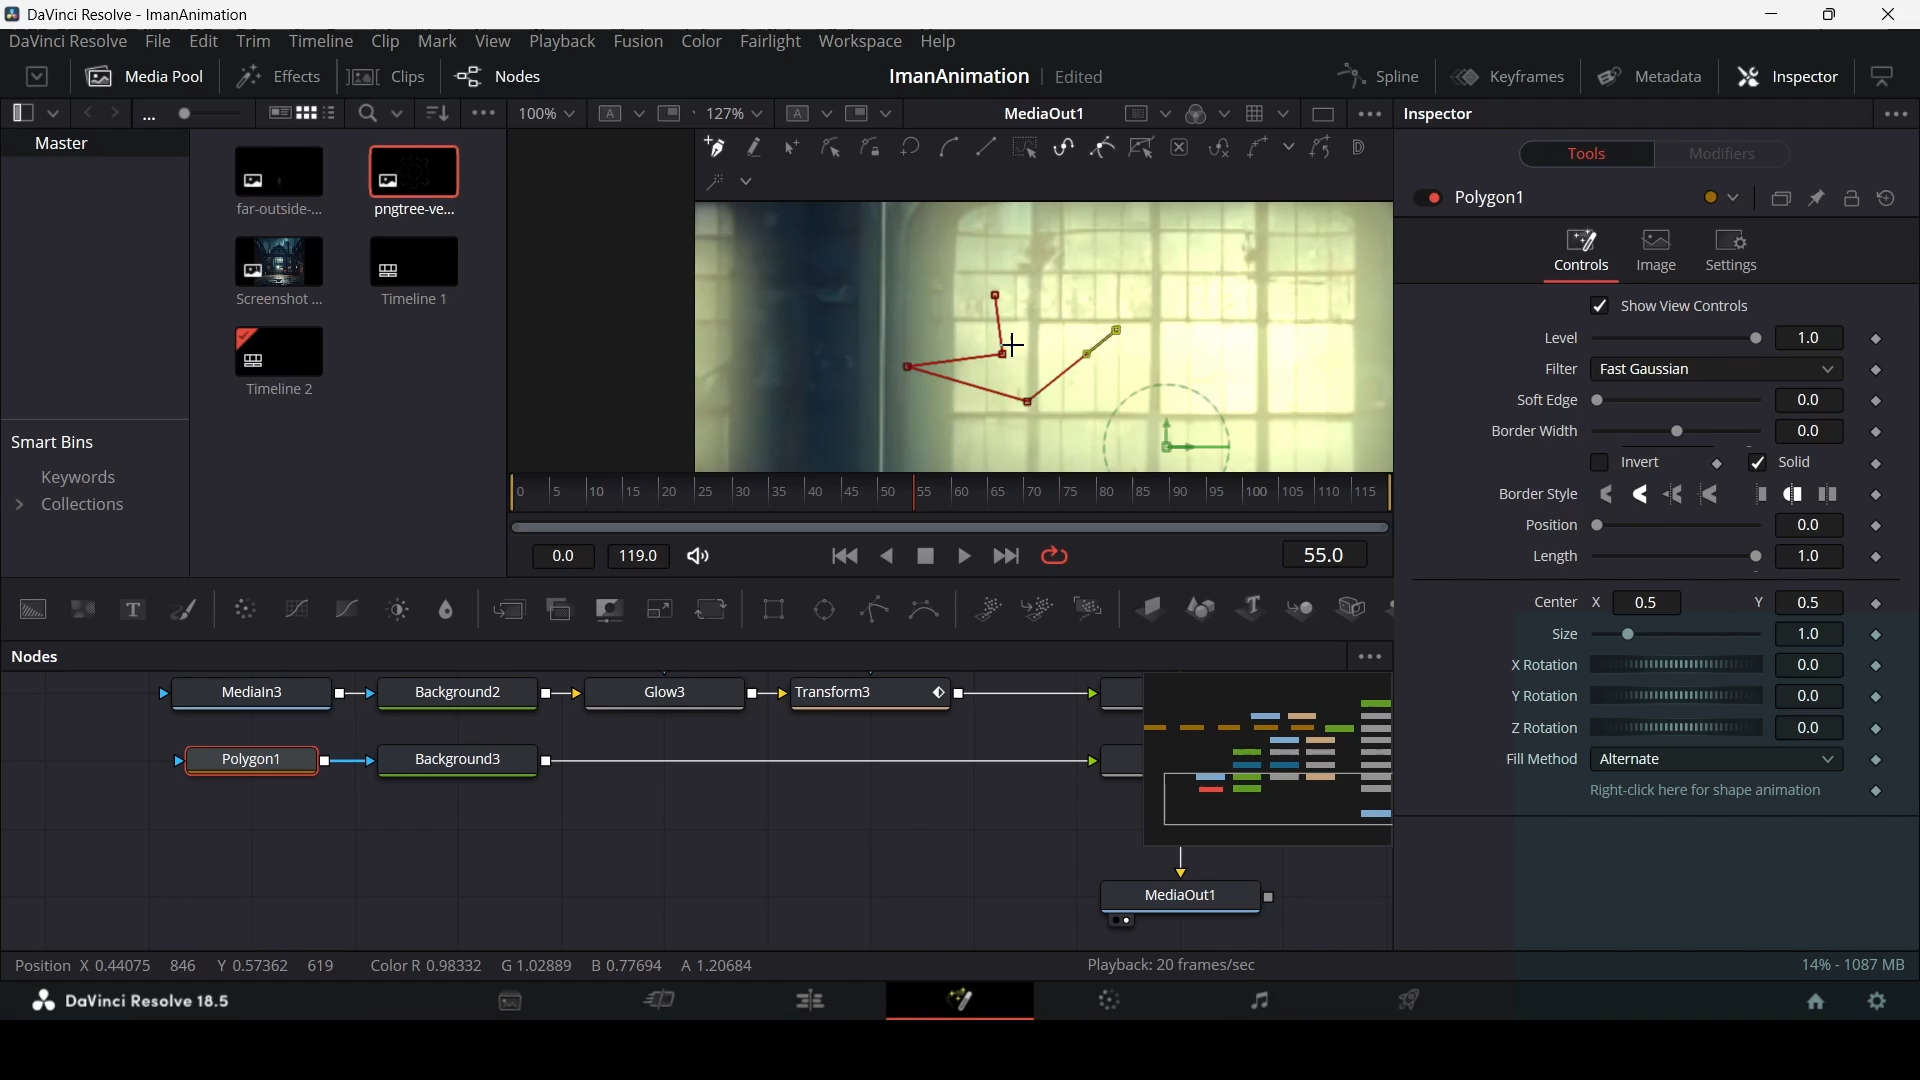 DaVinci Resolve - ImanAnimation
DaVinci Resolve File Edit Trim Timeline Clip Mark View Playback Fusion Color Fairlight Workspace Help
Media Pool Effects Clips Nodes ImanAnimation Edited Spline Keyframes Metadata Inspector
... 100% A 127% A MediaOut1 Inspector
Master
far-outside-...
pngtree-ve...
Screenshot ...
Timeline 1
Timeline 2
Smart Bins
Keywords
Collections
Tools Modifiers
Polygon1
Controls Image Settings
Show View Controls
Level 1.0
Filter Fast Gaussian
Soft Edge 0.0
Border Width 0.0
Invert Solid
Border Style
Position 0.0
Length 1.0
Center X 0.5 Y 0.5
Size 1.0
X Rotation 0.0
Y Rotation 0.0
Z Rotation 0.0
Fill Method Alternate
Right-click here for shape animation
0 5 10 15 20 25 30 35 40 45 50 55 60 65 70 75 80 85 90 95 100 105 110 115
0.0 119.0 55.0
Nodes
MediaIn3 Background2 Glow3 Transform3
Polygon1 Background3
MediaOut1
Position X 0.44075 846 Y 0.57362 619 Color R 0.98332 G 1.02889 B 0.77694 A 1.20684 Playback: 20 frames/sec 14% - 1087 MB
DaVinci Resolve 18.5